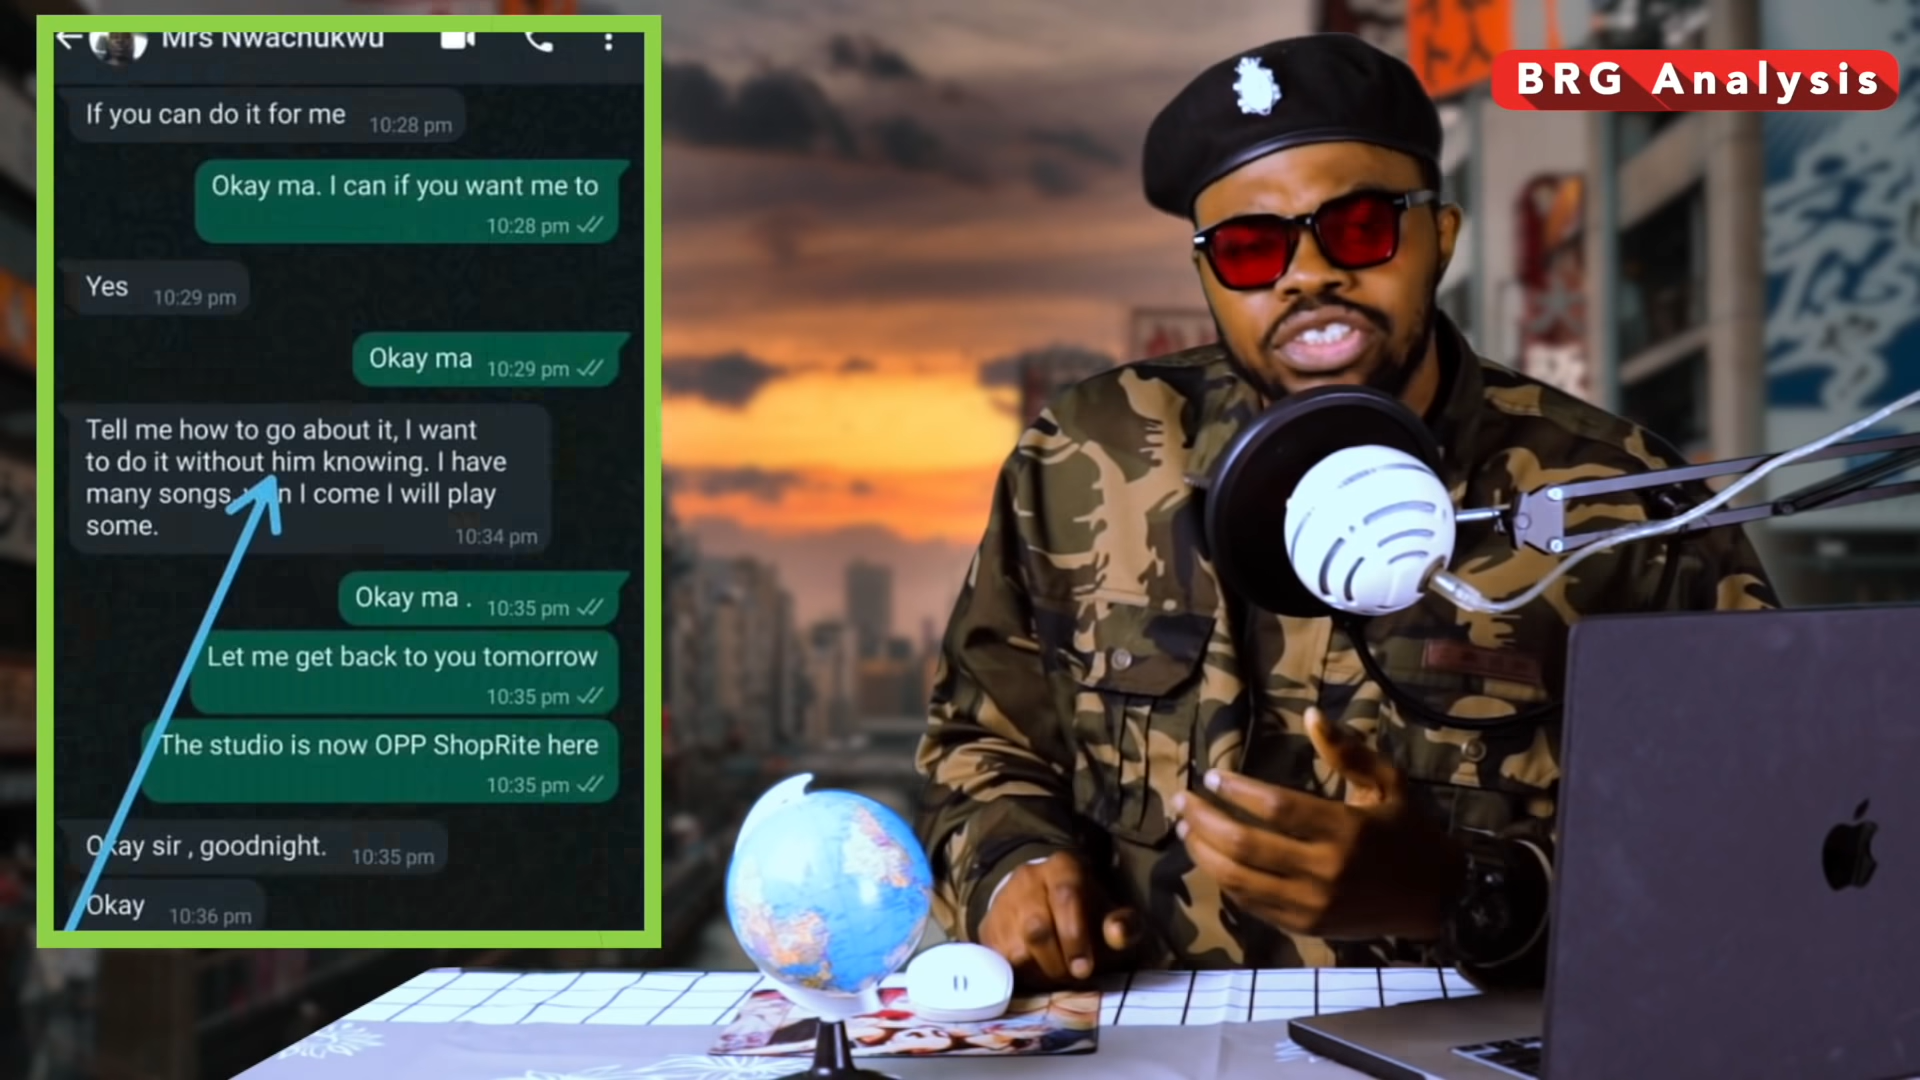 Mrs Nwachukwu
If you can do it for me 10:28 pm
Okay ma. I can if you want me to
10:28 pm
Yes 10:29 pm
Okay ma 10:29 pm
Tell me how to go about it, I want
to do it without him knowing. I have
many songs, I come I will play
some. 10:34 pm
Okay ma . 10:35 pm
Let me get back to you tomorrow
10:35 pm
The studio is now OPP ShopRite here
10:35 pm
Okay sir , goodnight. 10:35 pm
Okay 10:36 pm
BRG Analysis